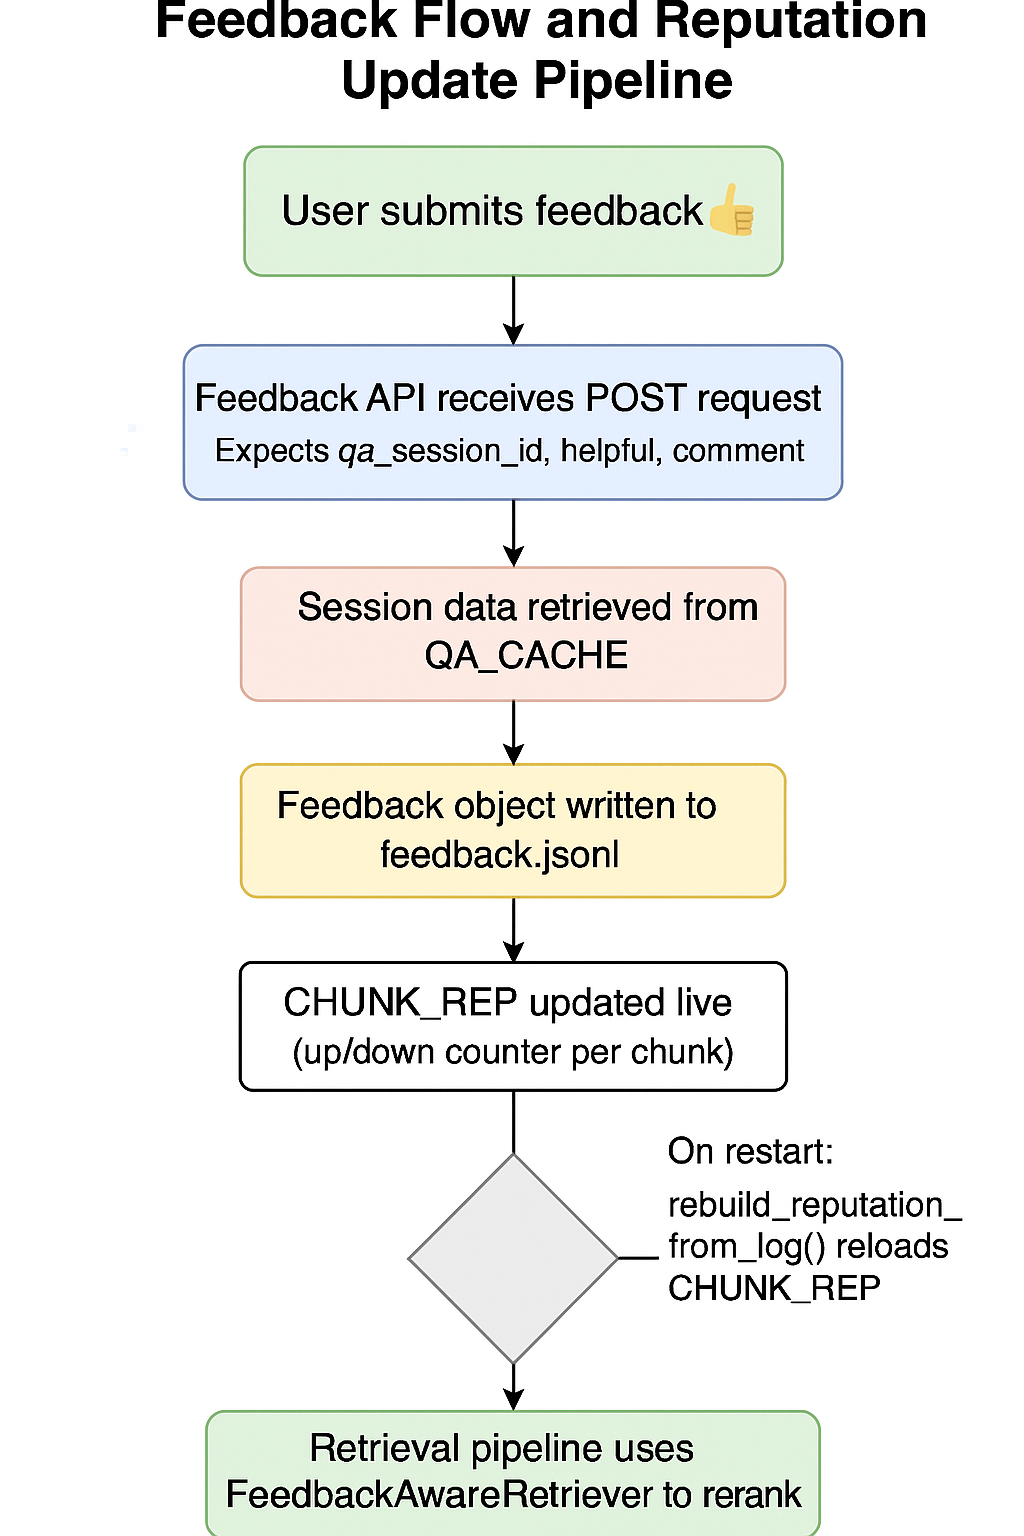 Feedback Flow and Reputation
Update Pipeline
User submits feedback👍
Feedback API receives POST request
Expects qa_session_id, helpful, comment
Session data retrieved from
QA_CACHE
Feedback object written to
feedback.jsonl
CHUNK_REP updated live
(up/down counter per chunk)
On restart:
rebuild_reputation_
from_log() reloads
CHUNK_REP
Retrieval pipeline uses
FeedbackAwareRetriever to rerank